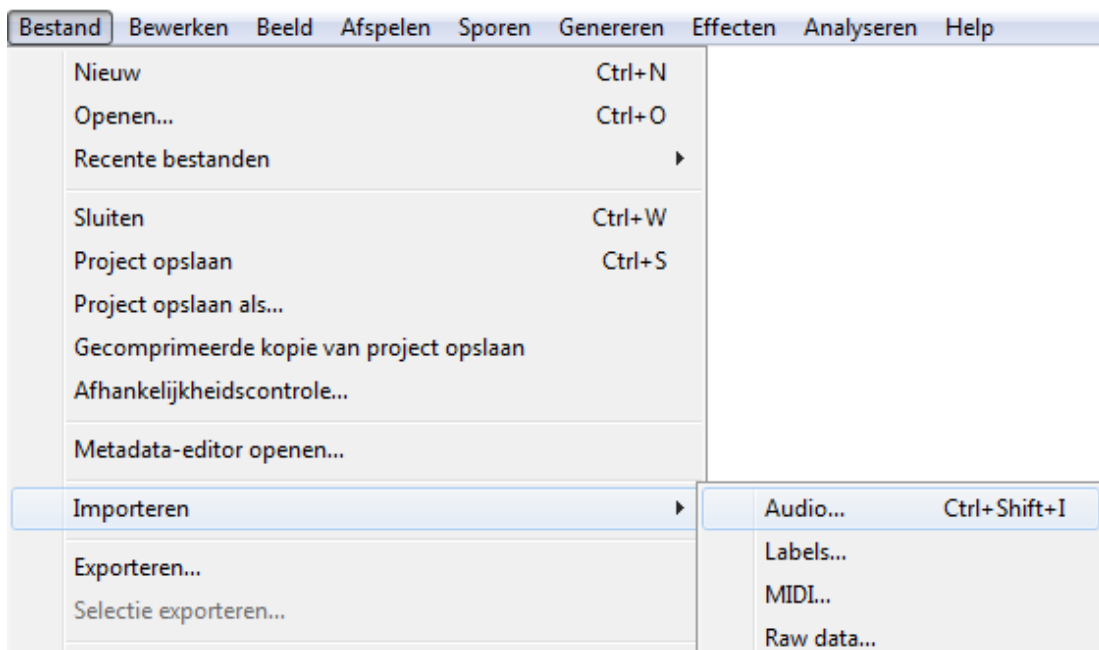 Bestand Bewerken Beeld Afspelen Sporen Genereren Effecten Analyseren Help
Nieuw Ctrl+N
Openen... Ctrl+O
Recente bestanden
Sluiten Ctrl+W
Project opslaan Ctrl+S
Project opslaan als...
Gecomprimeerde kopie van project opslaan
Afhankelijkheidscontrole...
Metadata-editor openen...
Importeren
Audio... Ctrl+Shift+I
Labels...
MIDI...
Raw data...
Exporteren...
Selectie exporteren...